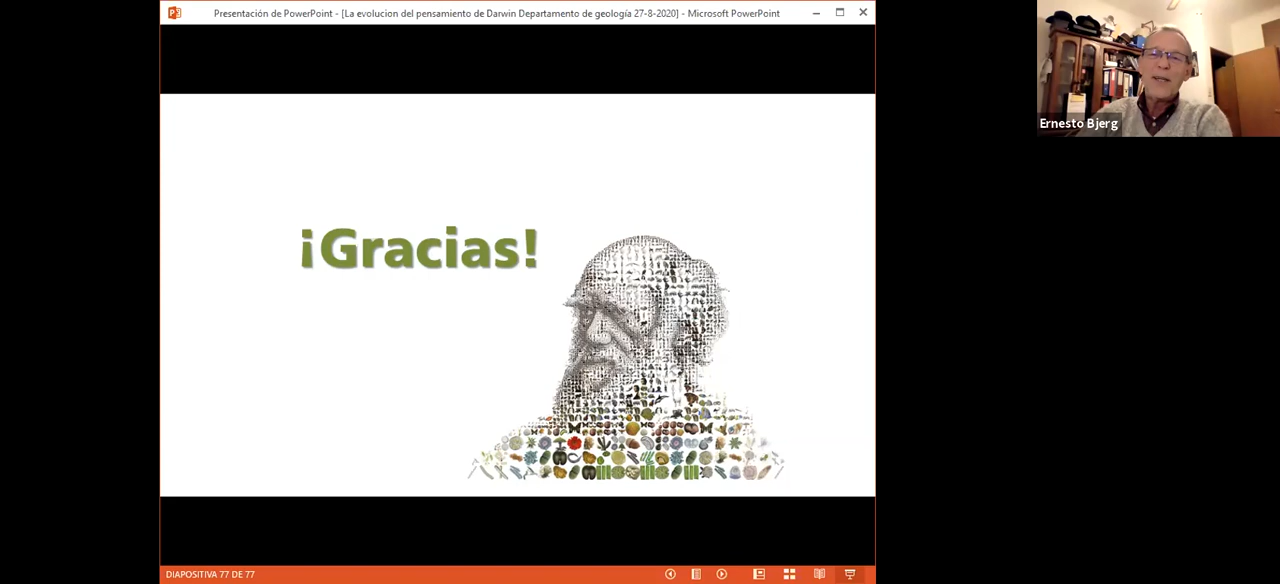 Presentación de PowerPoint - [La evolucion del pensamiento de Darwin Departamento de geología 27-8-2020] - Microsoft PowerPoint
Ernesto Bjerg
¡Gracias!
DIAPOSITIVA 77 DE 77